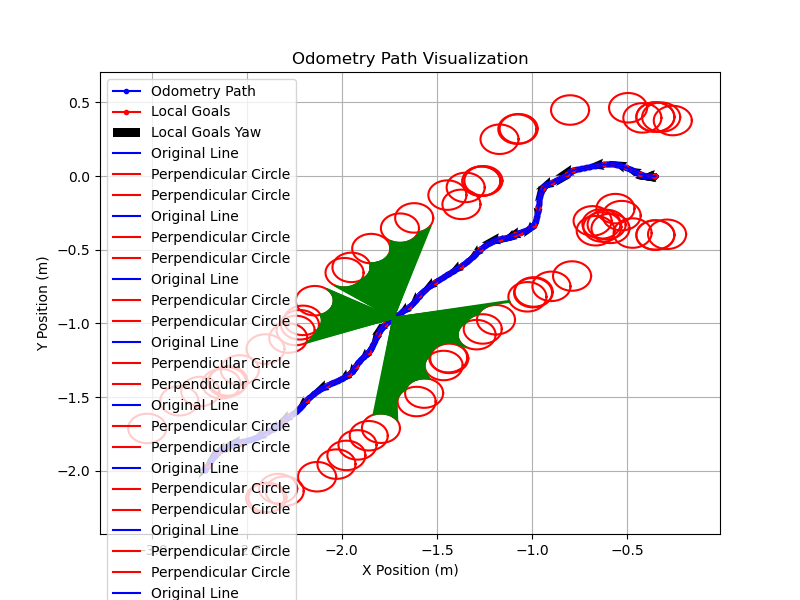 Odometry Path Visualization
Y Position (m)
0.5
0.0
−0.5
−1.0
−1.5
−2.0
Odometry Path
Local Goals
Local Goals Yaw
Original Line
Perpendicular Circle
Perpendicular Circle
Original Line
Perpendicular Circle
Perpendicular Circle
Original Line
Perpendicular Circle
Perpendicular Circle
Original Line
Perpendicular Circle
Perpendicular Circle
Original Line
Perpendicular Circle
Perpendicular Circle
Original Line
Perpendicular Circle
Perpendicular Circle
Original Line
Perpendicular Circle
Perpendicular Circle
Original Line
−2.0
−1.5
−1.0
−0.5
X Position (m)